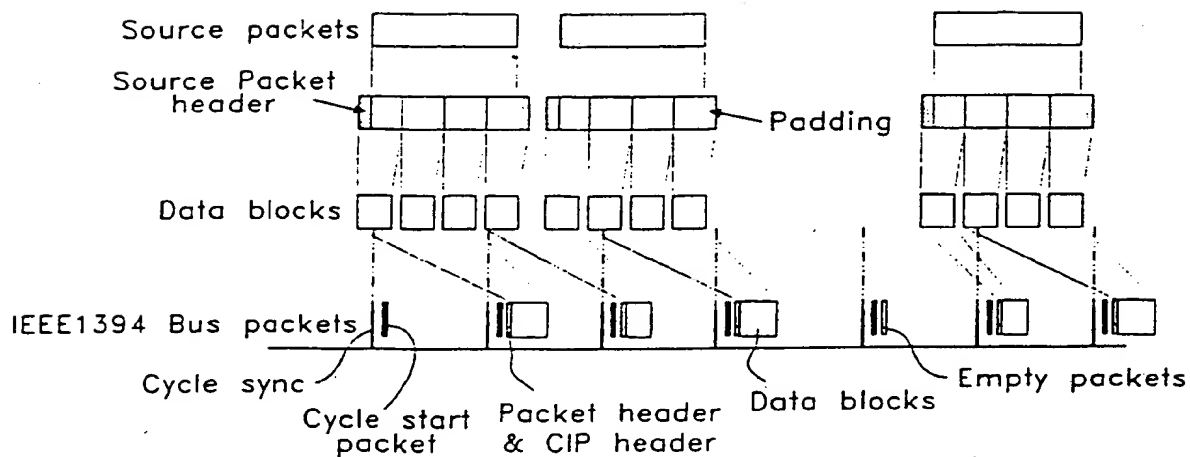 Source packets
Source Packet
header
Padding
Data blocks
IEEE1394 Bus packets
Cycle sync
Cycle start
packet
Packet header
& CIP header
Data blocks
Empty packets